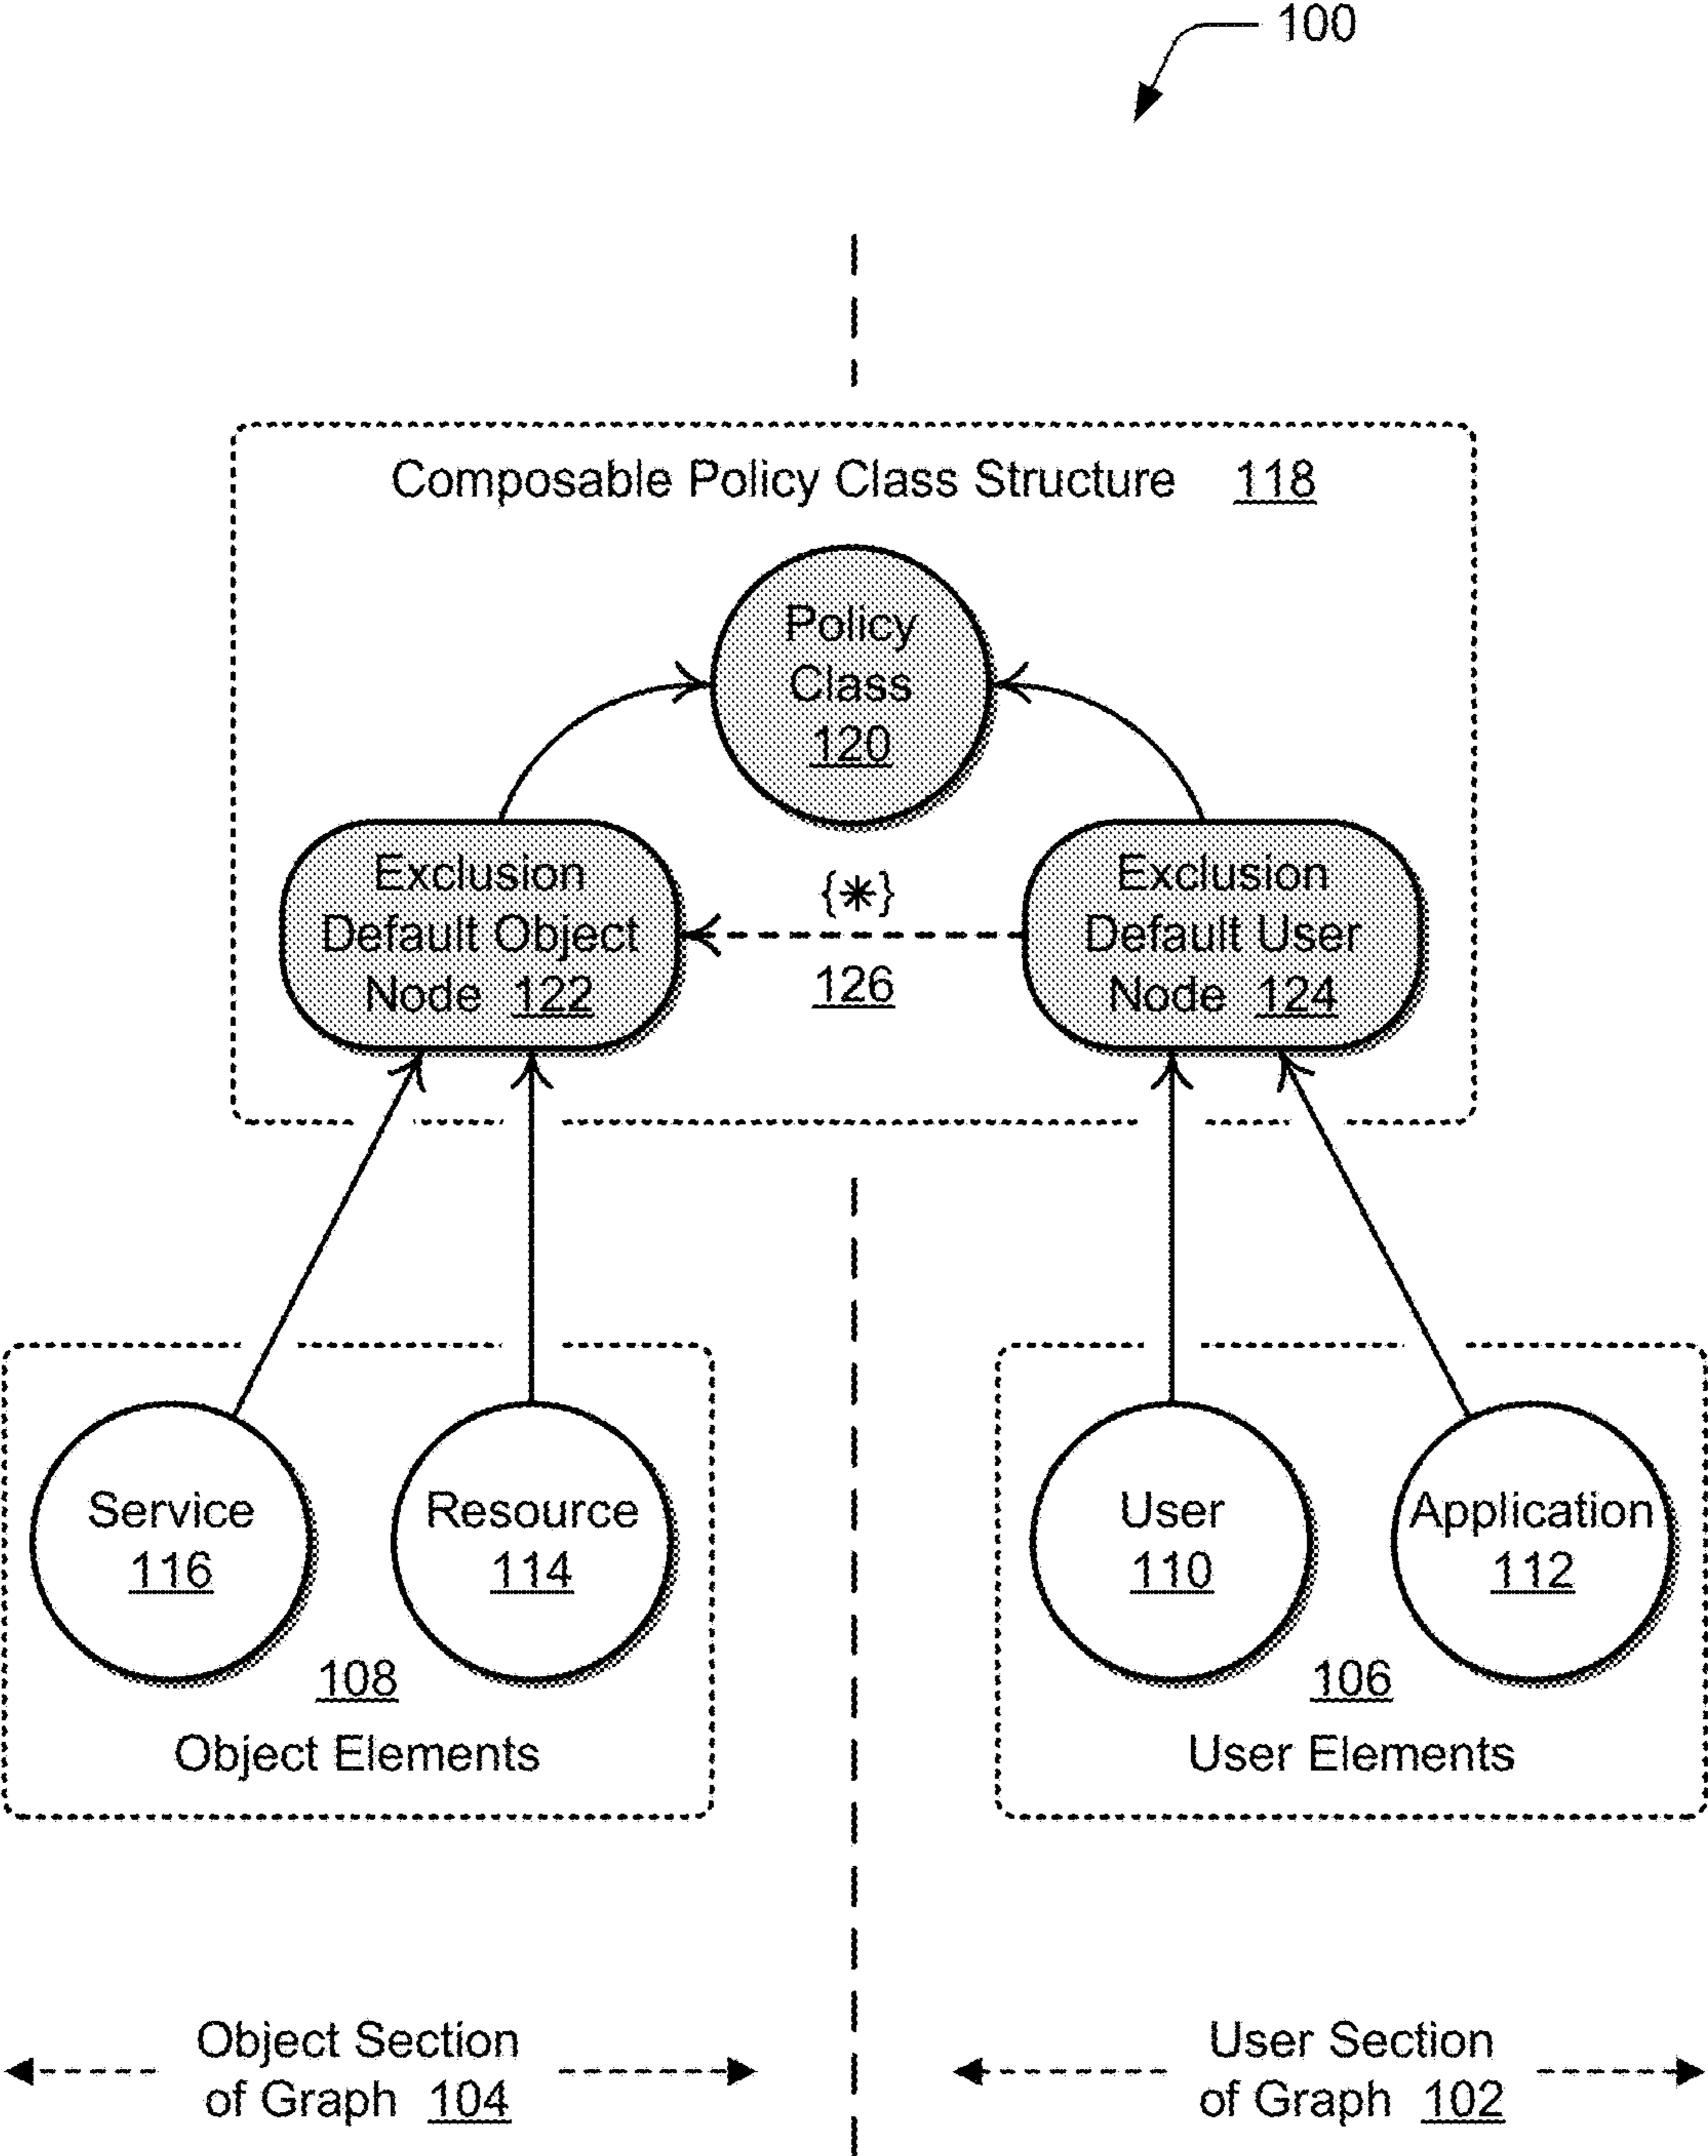 100
Composable Policy Class Structure 118
Policy
Class
120
Exclusion
Default Object
Node 122
{*}
126
Exclusion
Default User
Node 124
Service
116
Resource
114
108
Object Elements
User
110
Application
112
106
User Elements
Object Section
of Graph 104
User Section
of Graph 102